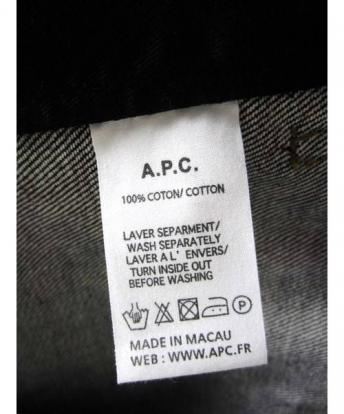 A.P.C.
100% COTON/ COTTON
LAVER SEPARMENT/
WASH SEPARATELY
LAVER A L' ENVERS/
TURN INSIDE OUT
BEFORE WASHING
P
MADE IN MACAU
WEB : WWW.APC.FR